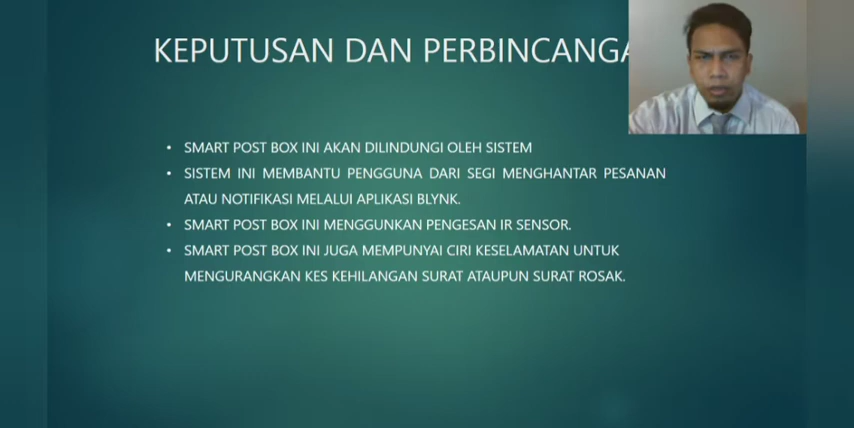 KEPUTUSAN DAN PERBINCANGA
• SMART POST BOX INI AKAN DILINDUNGI OLEH SISTEM
• SISTEM INI MEMBANTU PENGGUNA DARI SEGI MENGHANTAR PESANAN
ATAU NOTIFIKASI MELALUI APLIKASI BLYNK.
• SMART POST BOX INI MENGGUNKAN PENGESAN IR SENSOR.
• SMART POST BOX INI JUGA MEMPUNYAI CIRI KESELAMATAN UNTUK
MENGURANGKAN KES KEHILANGAN SURAT ATAUPUN SURAT ROSAK.